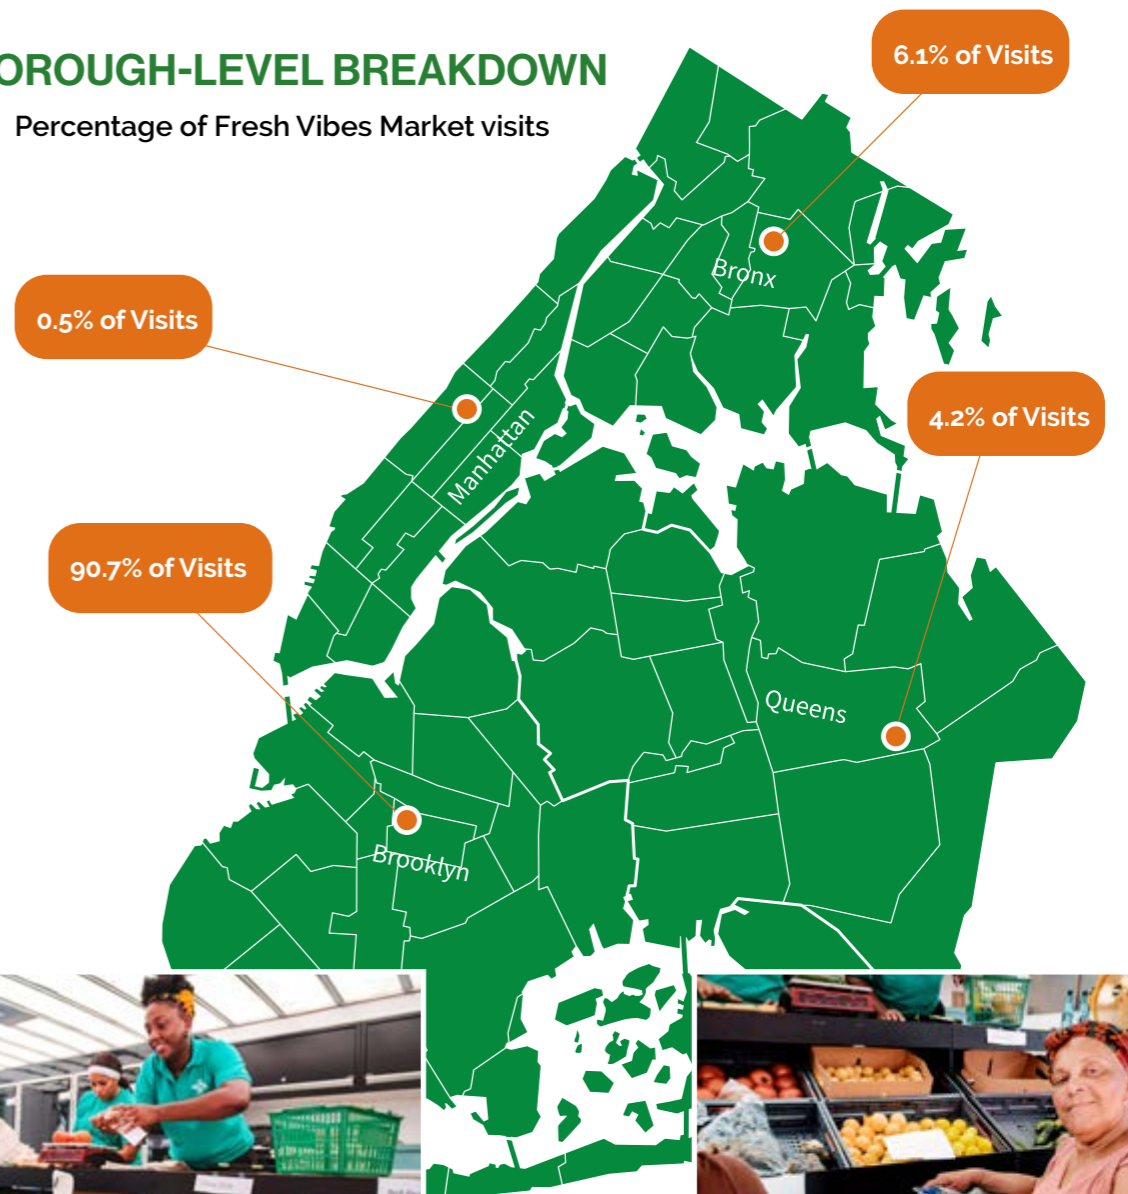 OROUGH-LEVEL BREAKDOWN
Percentage of Fresh Vibes Market visits
6.1% of Visits
Bronx
0.5% of Visits
4.2% of Visits
Manhattan
90.7% of Visits
Queens
Brooklyn